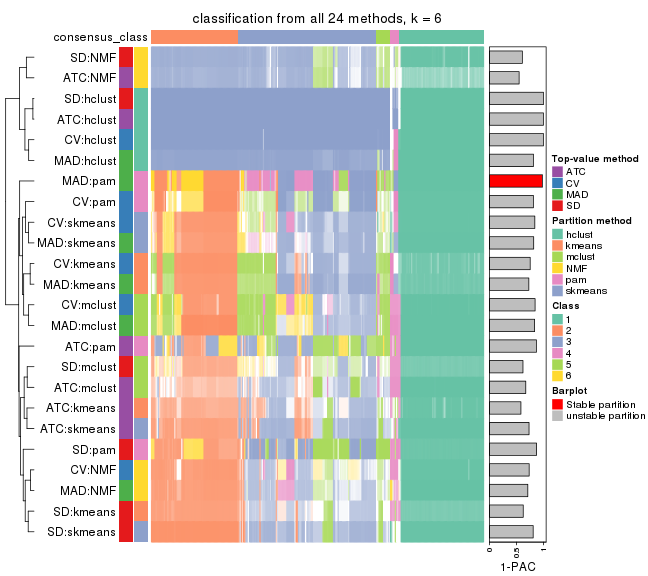 classification from all 24 methods, k = 6
consensus_class
SD:NMF
ATC:NMF
SD:hclust
ATC:hclust
CV:hclust
MAD:hclust
MAD:pam
CV:pam
CV:skmeans
MAD:skmeans
CV:kmeans
MAD:kmeans
CV:mclust
MAD:mclust
ATC:pam
SD:mclust
ATC:mclust
ATC:kmeans
ATC:skmeans
SD:pam
CV:NMF
MAD:NMF
SD:kmeans
SD:skmeans
0
0.5
1
1-PAC
Top-value method
ATC
CV
MAD
SD
Partition method
hclust
kmeans
mclust
NMF
pam
skmeans
Class
1
2
3
4
5
6
Barplot
Stable partition
unstable partition